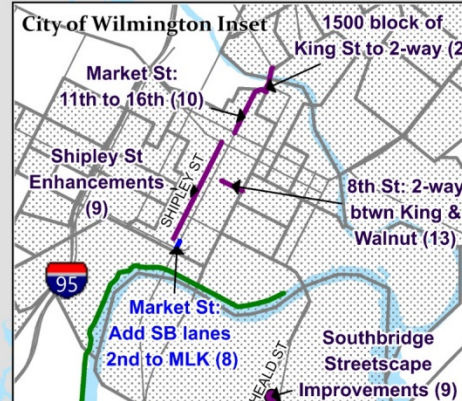 City of Wilmington Inset
1500 block of
King St to 2-way (2
Market St:
11th to 16th (10)
Shipley St
Enhancements
(9)
SHIPLEY ST
8th St: 2-way
btwn King &
Walnut (13)
95
Market St:
Add SB lanes
2nd to MLK (8)
HEALD ST
Southbridge
Streetscape
Improvements (9)